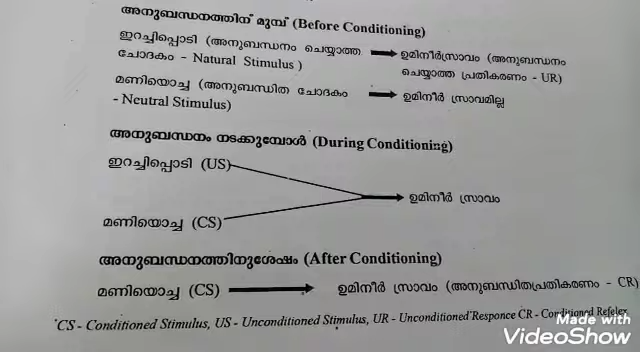 അനുബന്ധനത്തിന് മുമ്പ് (Before Conditioning)
ഇറച്ചിപ്പൊടി (അനുബന്ധനം ചെയ്യാത്ത ഉമിനീർസ്രാവം (അനുബന്ധനം
ചോദകം - Natural Stimulus ) ചെയ്യാത്ത പ്രതികരണം - UR)
മണിയൊച്ച (അനുബന്ധിത ചോദകം ഉമിനീർ സ്രാവമില്ല
- Neutral Stimulus)
അനുബന്ധനം നടക്കുമ്പോൾ (During Conditioning)
ഇറച്ചിപ്പൊടി (US)
ഉമിനീർ സ്രാവം
മണിയൊച്ച (CS)
അനുബന്ധനത്തിനുശേഷം (After Conditioning)
മണിയൊച്ച (CS) ഉമിനീർ സ്രാവം (അനുബന്ധിതപ്രതികരണം - CR)
'CS - Conditioned Stimulus, US - Unconditioned Stimulus, UR - Unconditioned Responce CR - Conditioned Refelex
Made with
VideoShow